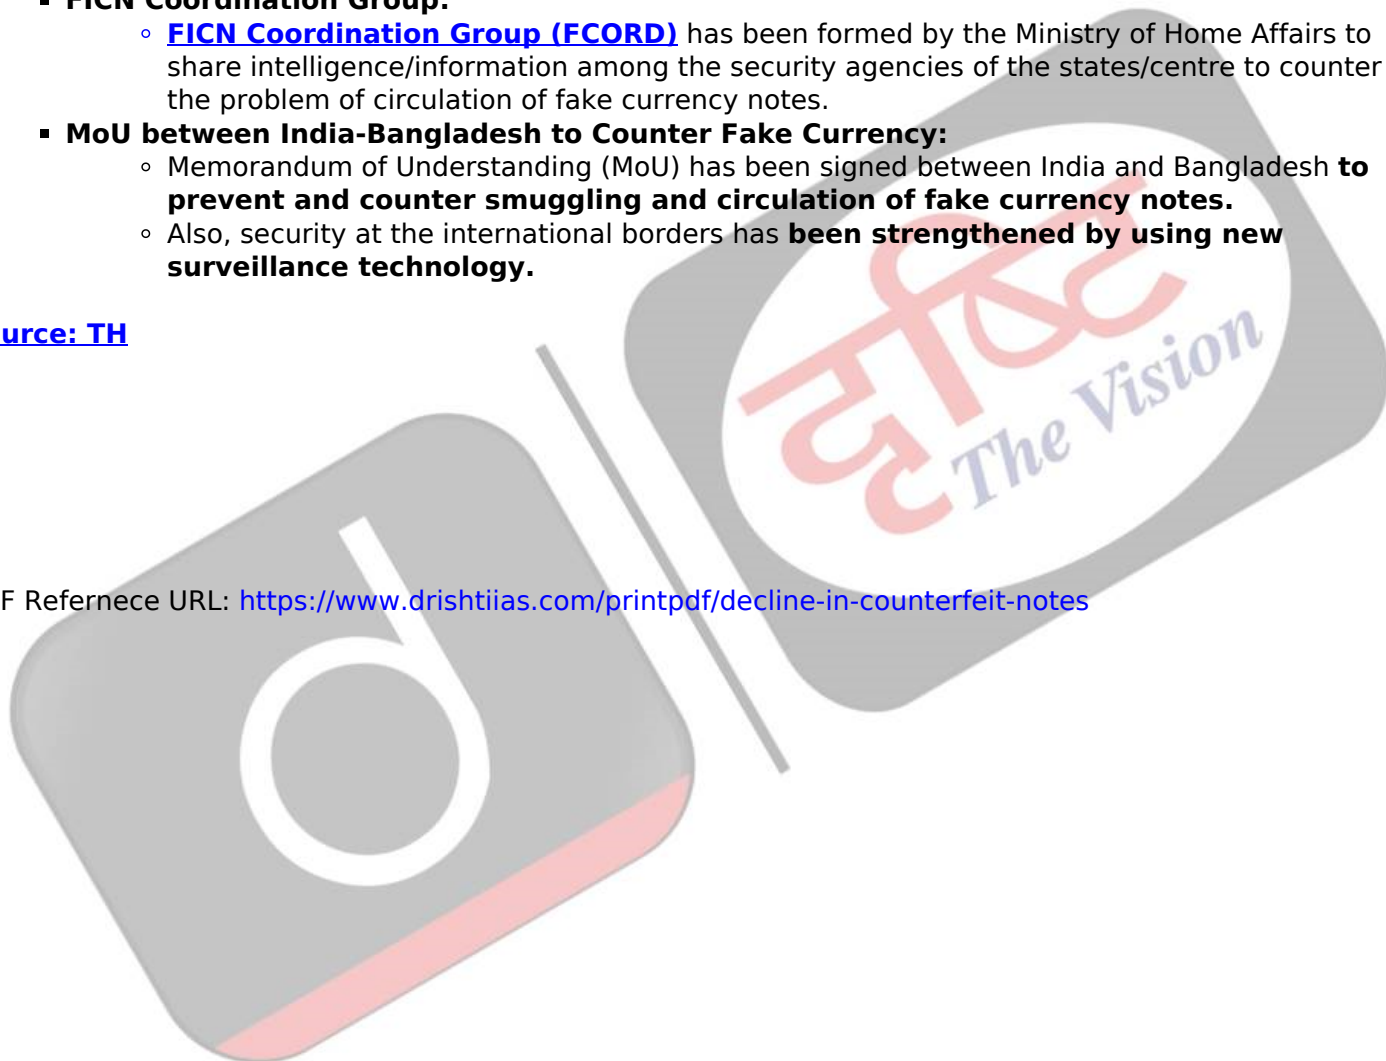 FICN Coordination Group:
FICN Coordination Group (FCORD) has been formed by the Ministry of Home Affairs to
share intelligence/information among the security agencies of the states/centre to counter
the problem of circulation of fake currency notes.
MoU between India-Bangladesh to Counter Fake Currency:
Memorandum of Understanding (MoU) has been signed between India and Bangladesh to
prevent and counter smuggling and circulation of fake currency notes.
Also, security at the international borders has been strengthened by using new
surveillance technology.
urce: TH
दृष्टि
The Vision
d
F Refernece URL: https://www.drishtiias.com/printpdf/decline-in-counterfeit-notes